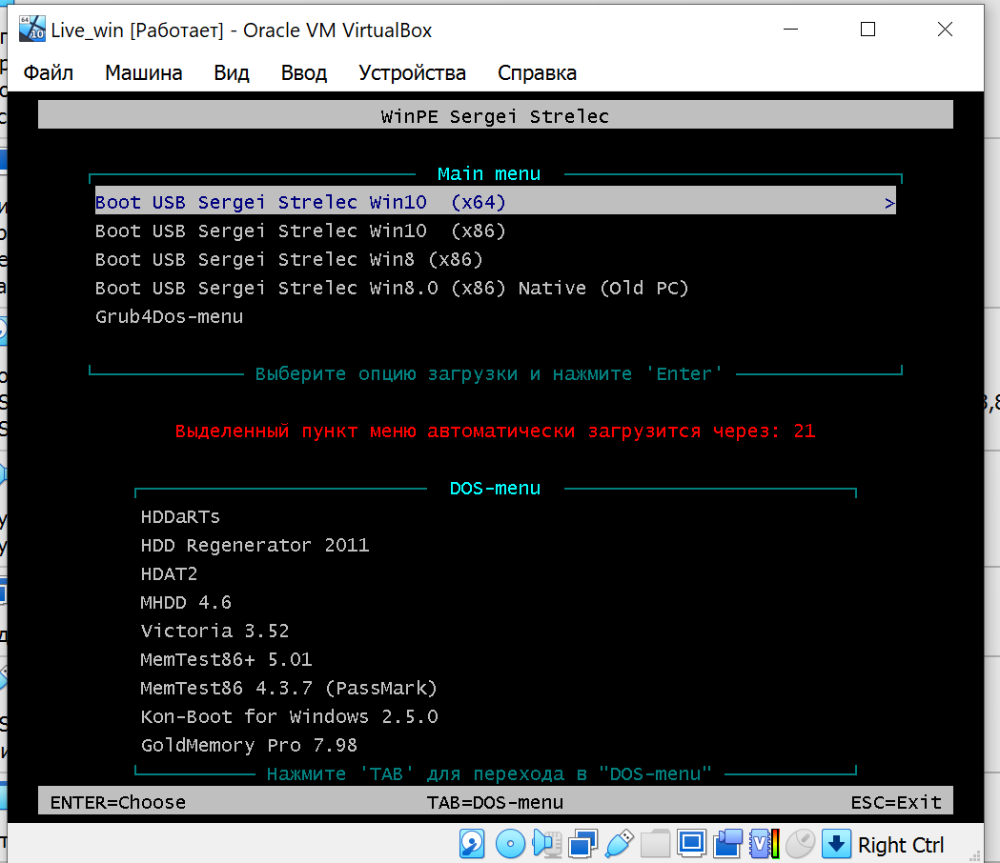 Live_win [Работает] - Oracle VM VirtualBox
Файл Машина Вид Ввод Устройства Справка
WinPE Sergei Strelec
Main menu
Boot USB Sergei Strelec Win10 (x64) >
Boot USB Sergei Strelec Win10 (x86)
Boot USB Sergei Strelec Win8 (x86)
Boot USB Sergei Strelec Win8.0 (x86) Native (Old PC)
Grub4Dos-menu
Выберите опцию загрузки и нажмите 'Enter'
Выделенный пункт меню автоматически загрузится через: 21
DOS-menu
HDDaRTs
HDD Regenerator 2011
HDAT2
MHDD 4.6
Victoria 3.52
MemTest86+ 5.01
MemTest86 4.3.7 (PassMark)
Kon-Boot for Windows 2.5.0
GoldMemory Pro 7.98
Нажмите 'TAB' для перехода в "DOS-menu"
ENTER=Choose TAB=DOS-menu ESC=Exit
Right Ctrl